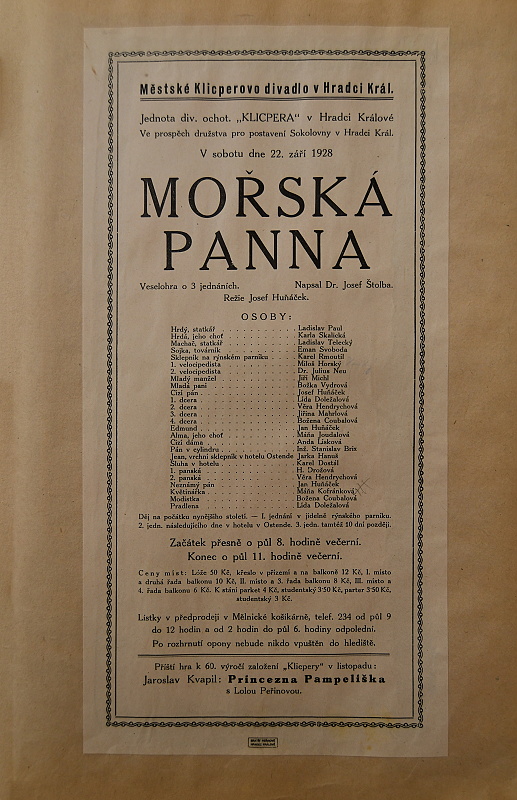 Městské Klicperovo divadlo v Hradci Král.
Jednota div. ochot. „KLICPERA" v Hradci Králové
Ve prospěch družstva pro postavení Sokolovny v Hradci Král.
V sobotu dne 22. září 1928
MOŘSKÁ
PANNA
Veselohra o 3 jednáních. Napsal Dr. Josef Štolba.
Režie Josef Huňáček.
OSOBY:
Hrdý, statkář . . . . . . . . . . Ladislav Paul
Hrdá, jeho choť . . . . . . . . . . Karla Skalická
Machač, statkář . . . . . . . . . . Ladislav Telecký
Sojka, továrník . . . . . . . . . . Eman Svoboda
Sklepník na rýnském parníku . . . . Karel Rmoutil
1. velocipedista . . . . . . . . . . Miloš Horský
2. velocipedista . . . . . . . . . . Dr. Julius Neu
Mladý manžel . . . . . . . . . . Jiří Michl
Mladá paní . . . . . . . . . . Božka Vydrová
Cizí pán . . . . . . . . . . Josef Huňáček
1. dcera . . . . . . . . . . Lída Doležalová
2. dcera . . . . . . . . . . Věra Hendrychová
3. dcera . . . . . . . . . . Jiřina Mahrlová
4. dcera . . . . . . . . . . Božena Coubalová
Edmund . . . . . . . . . . Jan Huňáček
Alma, jeho choť . . . . . . . . . . Máňa Joudalová
Cizí dáma . . . . . . . . . . Anda Lisková
Pán v cylindru . . . . . . . . . . Inž. Stanislav Brix
Jean, vrchní sklepník v hotelu Ostende Jarka Hanuš
Sluha v hotelu . . . . . . . . . . Karel Dostál
1. panská . . . . . . . . . . H. Drožová
2. panská . . . . . . . . . . Věra Hendrychová
Neznámý pán . . . . . . . . . . Jan Huňáček
Květinářka . . . . . . . . . . Máňa Kofránková
Modistka . . . . . . . . . . Božena Coubalová
Pradlena . . . . . . . . . . Lída Doležalová
Děj na počátku nynějšího století. — I. jednání v jídelně rýnského parníku.
2. jedn. následujícího dne v hotelu v Ostende. 3. jedn. tamtéž 10 dní později.
Začátek přesně o půl 8. hodině večerní.
Konec o půl 11. hodině večerní.
Ceny míst: Lóže 50 Kč, křeslo v přízemí a na balkoně 12 Kč, I. místo
a druhá řada balkonu 10 Kč, II. místo a 3. řada balkonu 8 Kč, III. místo a
4. řada balkonu 6 Kč. K stání parket 4 Kč, studentský 3·50 Kč, parter 3·50 Kč,
studentský 3 Kč.
Lístky v předprodeji v Mělnické košíkárně, telef. 234 od půl 9
do 12 hodin a od 2 hodin do půl 6. hodiny odpolední.
Po rozhrnutí opony nebude nikdo vpuštěn do hlediště.
Příští hra k 60. výročí založení „Klicpery" v listopadu:
Jaroslav Kvapil: Princezna Pampeliška
s Lolou Peřinovou.